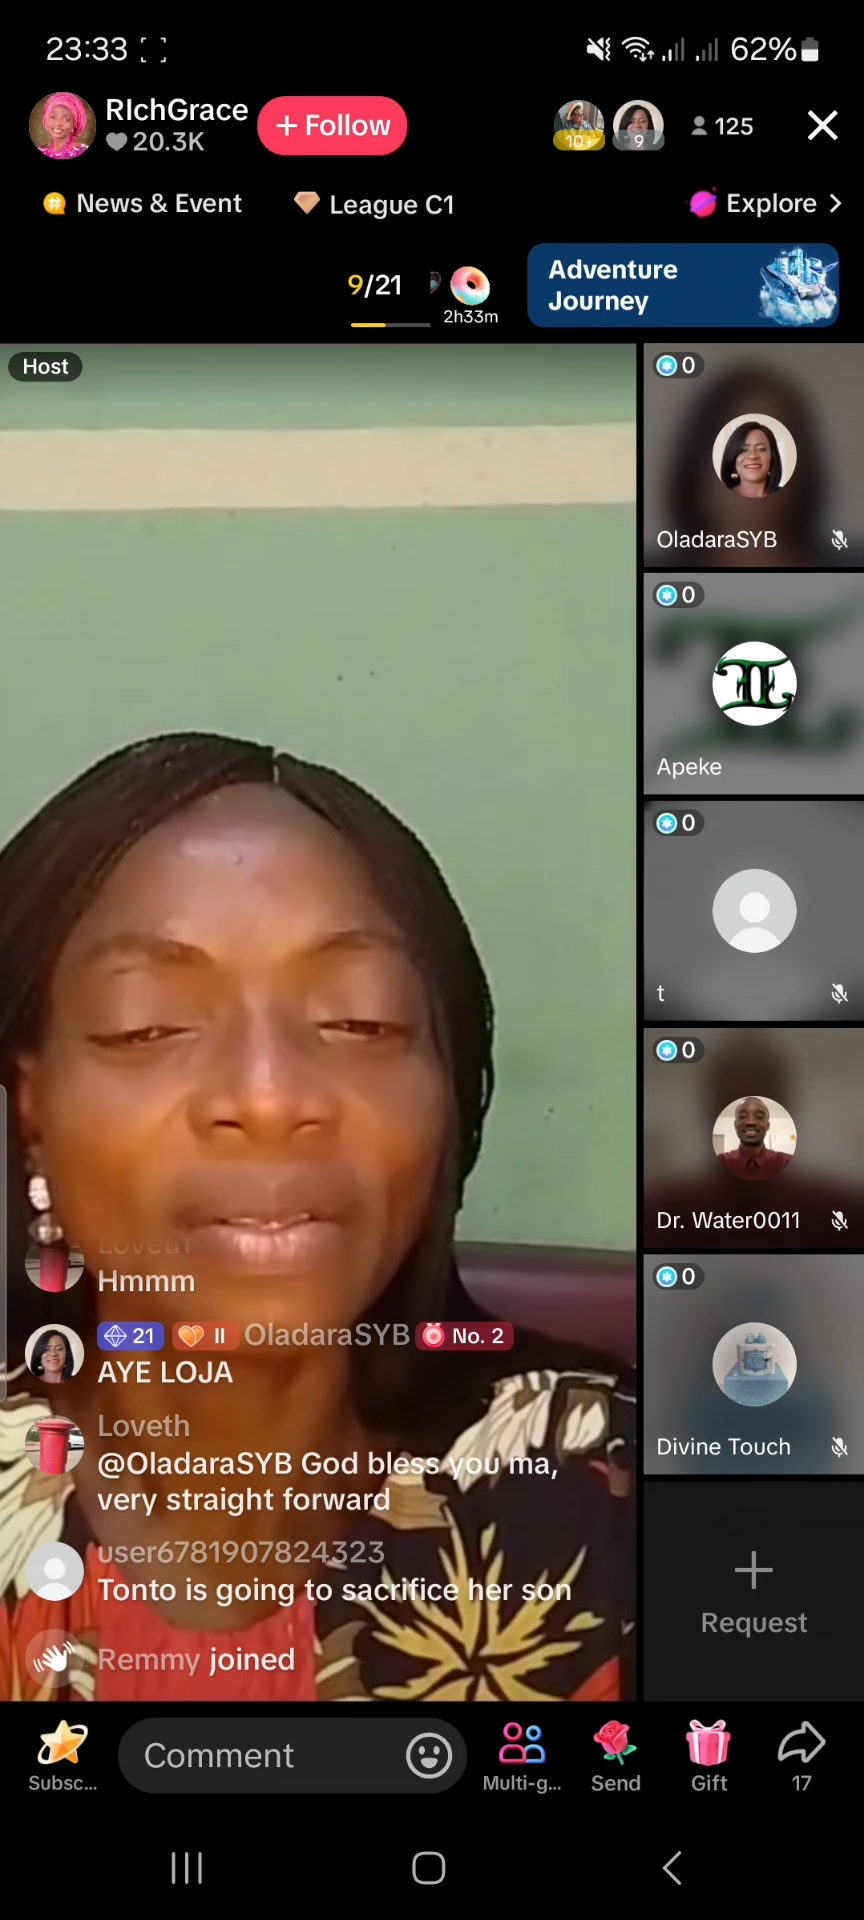 23:33
62%
RIchGrace
20.3K
+ Follow
10+
9
125
News & Event
League C1
Explore
9/21
2h33m
Adventure
Journey
Host
0
OladaraSYB
0
Apeke
0
t
0
Dr. Water0011
0
Divine Touch
Request
Loveth
Hmmm
21 II OladaraSYB No. 2
AYE LOJA
Loveth
@OladaraSYB God bless you ma,
very straight forward
user6781907824323
Tonto is going to sacrifice her son
Remmy joined
Subsc...
Comment
Multi-g...
Send
Gift
17